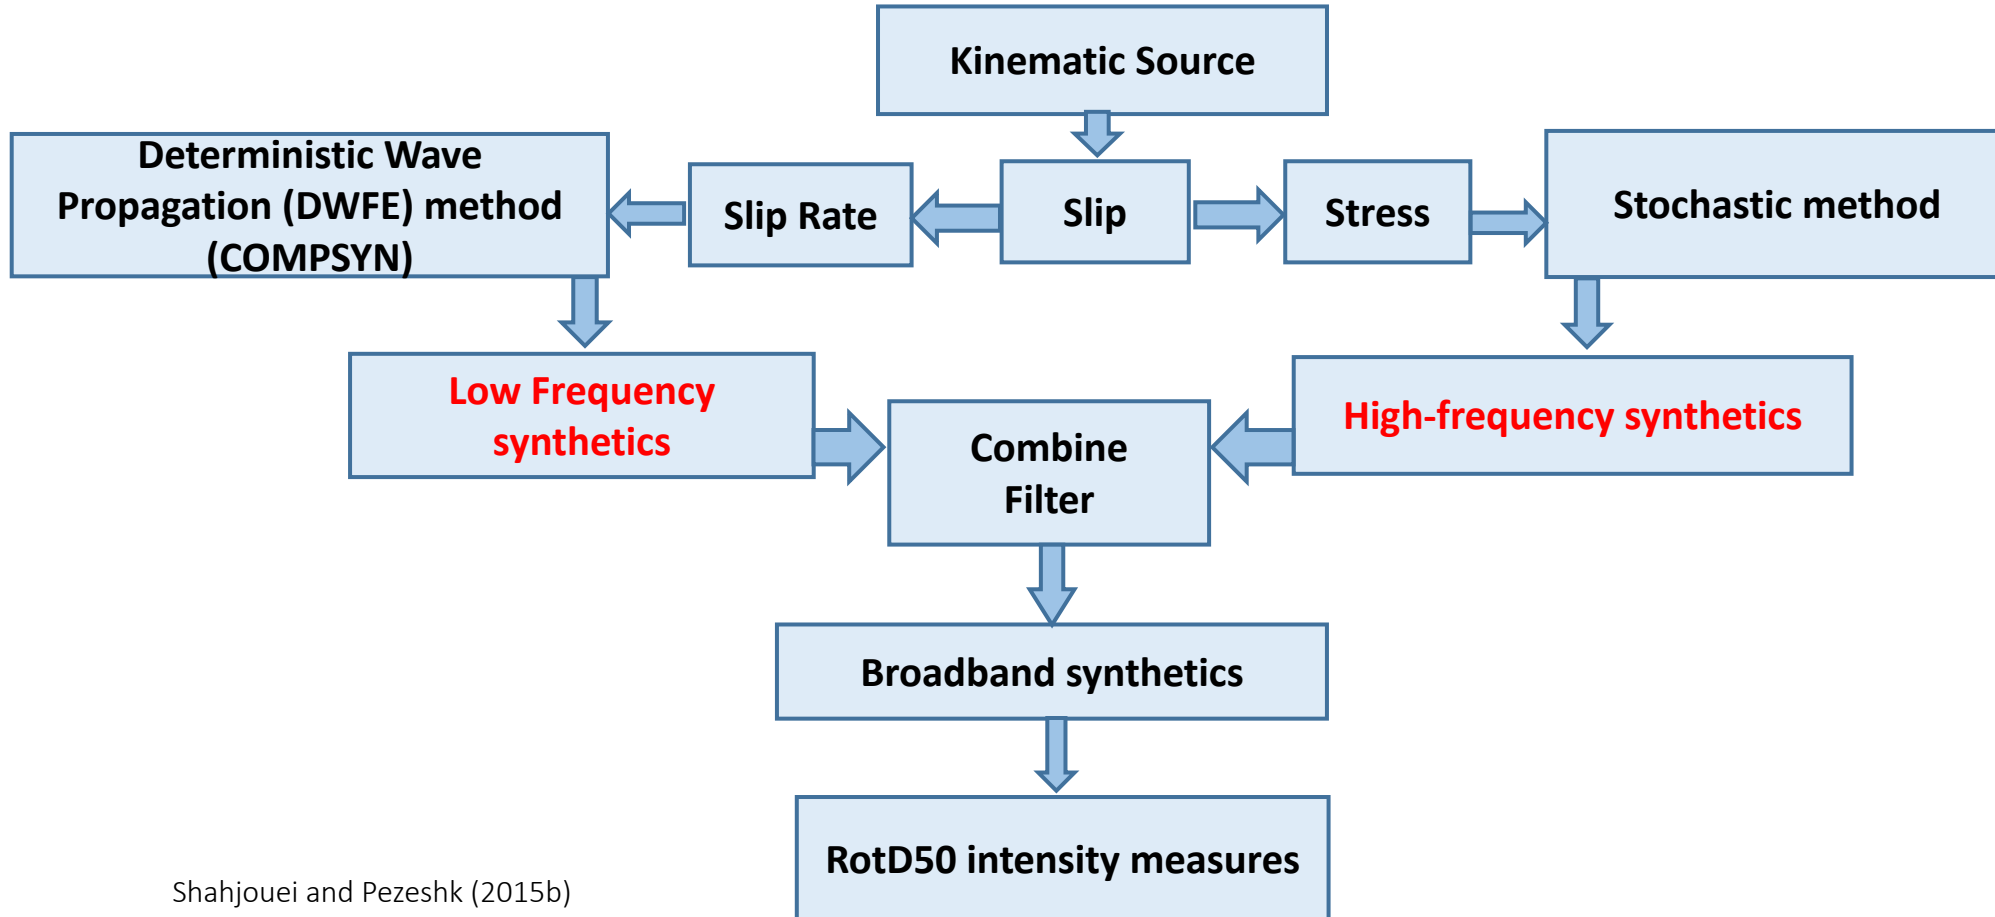 Kinematic Source
Deterministic Wave
Propagation (DWFE) method
(COMPSYN)
Slip Rate
Slip
Stress
Stochastic method
Low Frequency
synthetics
Combine
Filter
High-frequency synthetics
Broadband synthetics
RotD50 intensity measures
Shahjouei and Pezeshk (2015b)